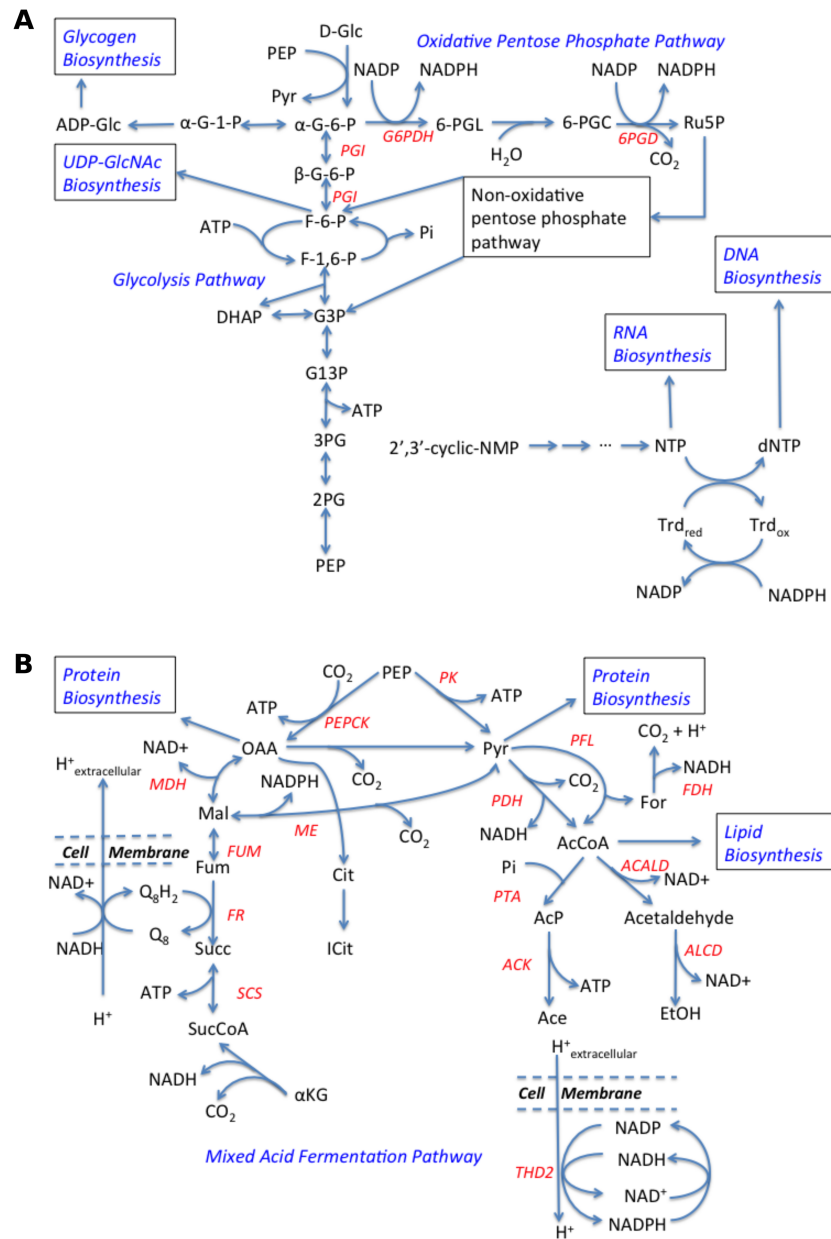 A
Glycogen
Biosynthesis
D-Glc
PEP
Pyr
Oxidative Pentose Phosphate Pathway
NADP
NADPH
NADP
NADPH
ADP-Glc
α-G-1-P
α-G-6-P
G6PDH
6-PGL
H2O
6-PGC
6PGD
CO2
Ru5P
PGI
UDP-GlcNAc
Biosynthesis
β-G-6-P
PGI
ATP
F-6-P
Pi
Non-oxidative
pentose phosphate
pathway
F-1,6-P
Glycolysis Pathway
DHAP
G3P
DNA
Biosynthesis
RNA
Biosynthesis
G13P
ATP
3PG
2',3'-cyclic-NMP
...
NTP
dNTP
2PG
Trdred
Trdox
PEP
NADP
NADPH
B
Protein
Biosynthesis
CO2
PEP
PK
ATP
Protein
Biosynthesis
ATP
PEPCK
NAD+
OAA
CO2
Pyr
PFL
CO2 + H+
H+extracellular
MDH
NADPH
CO2
NADH
FDH
For
PDH
Mal
ME
CO2
NADH
AcCoA
Lipid
Biosynthesis
Cell Membrane
FUM
Fum
Cit
Pi
ACALD
NAD+
NAD+
Q8H2
FR
PTA
AcP
Acetaldehyde
NADH
Q8
Succ
ICit
ACK
ALCD
ATP
SCS
ATP
NAD+
H+
SucCoA
Ace
EtOH
H+extracellular
NADH
αKG
CO2
Cell Membrane
NADP
Mixed Acid Fermentation Pathway
THD2
NADH
NAD+
NADPH
H+